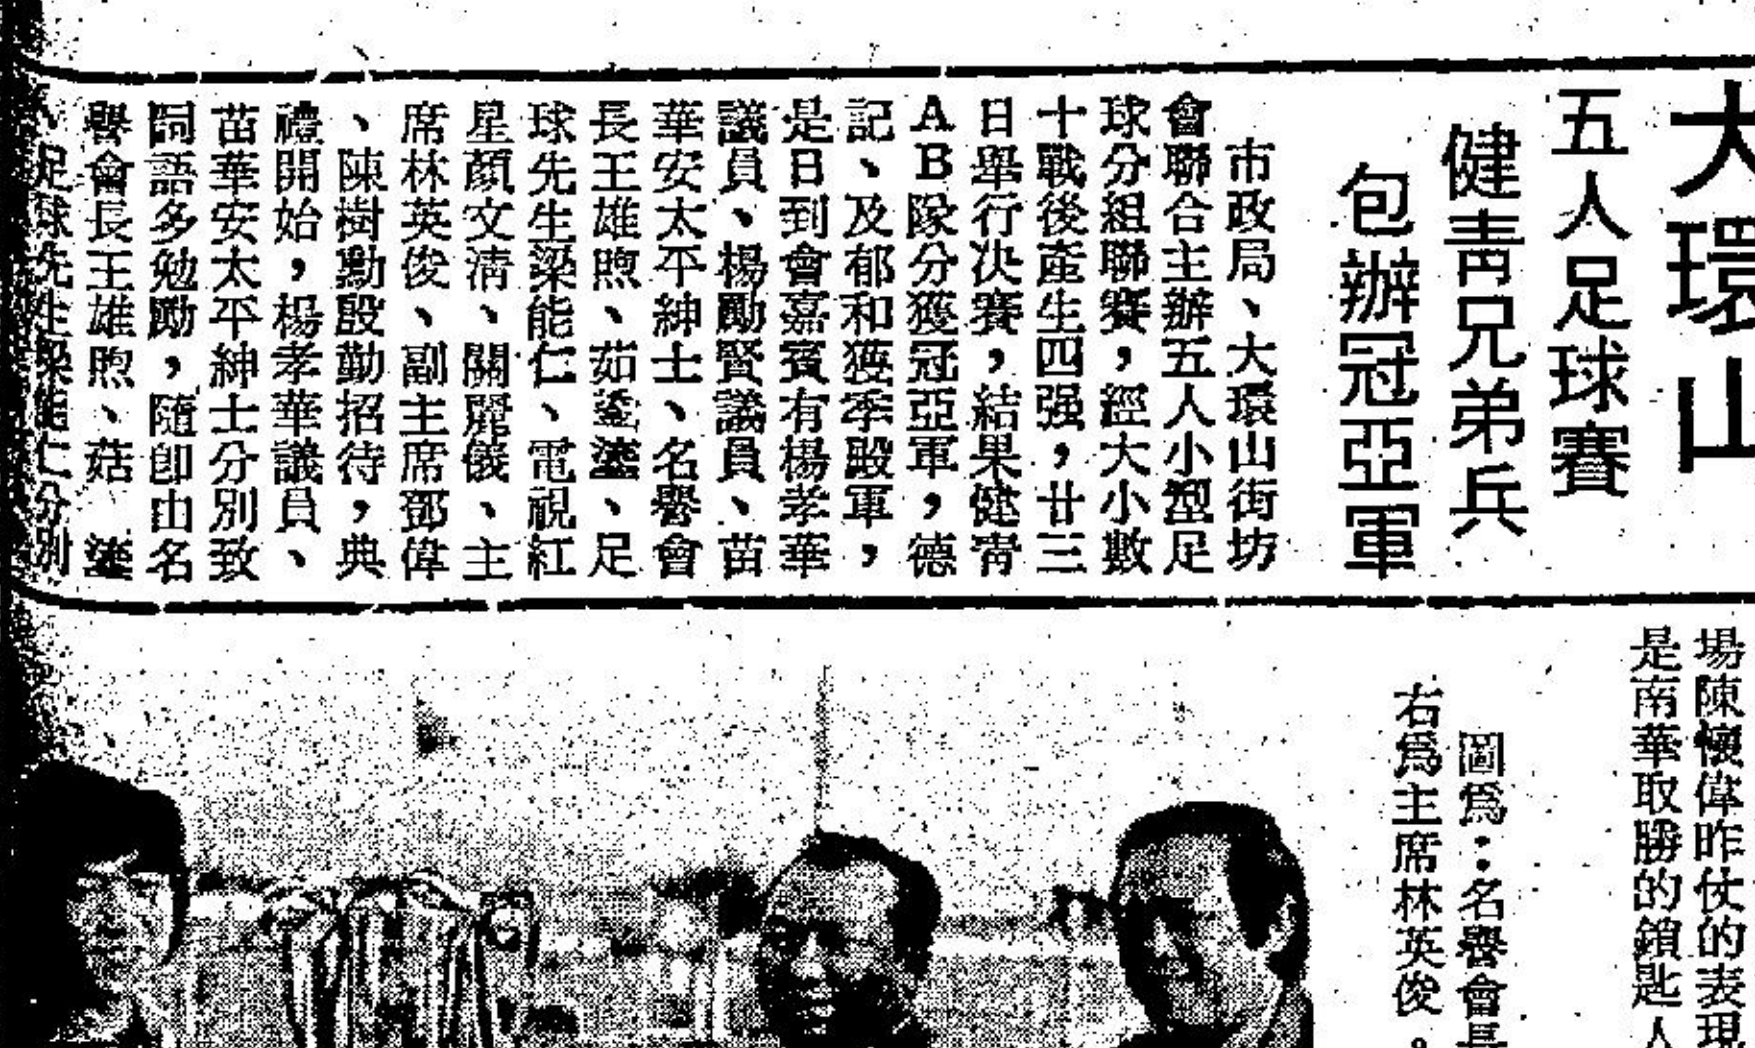 大環山
五人足球賽
健青兄弟兵
包辦冠亞軍
市政局、大環山街坊
會聯合主辦五人小型足
球分組聯賽，經大小數
十戰後產生四强，廿三
日舉行決賽，結果健青
AB隊分獲冠亞軍，德
記、及郁和獲季殿軍，
是日到會嘉賓有楊孝華
議員、楊勵賢議員、苗
華安太平紳士、名譽會
長王雄煦、茹、足
球先生梁能仁、電視紅
星顏文清、關麗儀、主
席林英俊、副主席鄧偉
、陳樹勳殷勤招待，典
禮開始，楊孝華議員、
苗華安太平紳士分別致
詞語多勉勵，隨即由名
譽會長王雄煦、菇
、足球先生梁能仁分別
場陳懷偉昨仗的表現
是南華取勝的鎖匙人
圖爲：名譽會長
右爲主席林英俊。